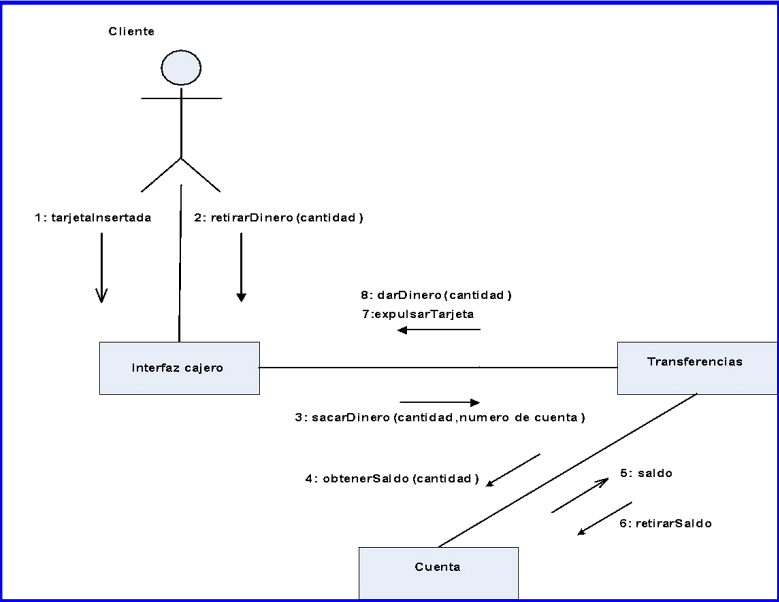 Cliente
1: tarjetaInsertada
2: retirarDinero(cantidad)
8: darDinero(cantidad)
7:expulsarTarjeta
Interfaz cajero
Transferencias
3: sacarDinero(cantidad,numero de cuenta)
4: obtenerSaldo(cantidad)
5: saldo
6: retirarSaldo
Cuenta